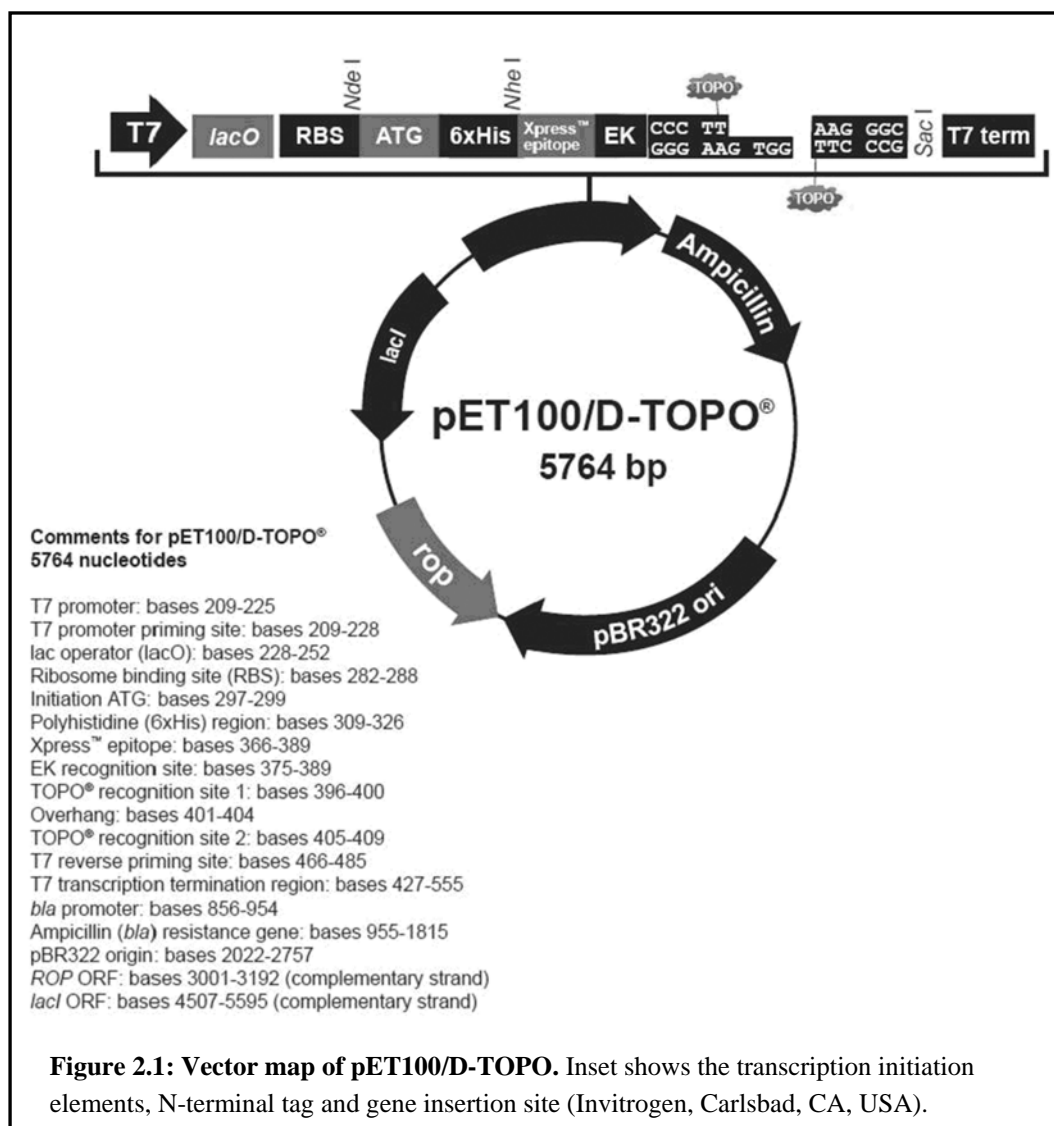 Nde I
Nhe I
TOPO
T7
lacO
RBS
ATG
6xHis
Xpress™
epitope
EK
CCC TT
GGG AAG TGG
AAG GGC
TTC CCG
Sac I
T7 term
TOPO
Ampicillin
lacI
pET100/D-TOPO®
5764 bp
rop
pBR322 ori
Comments for pET100/D-TOPO®
5764 nucleotides
T7 promoter: bases 209-225
T7 promoter priming site: bases 209-228
lac operator (lacO): bases 228-252
Ribosome binding site (RBS): bases 282-288
Initiation ATG: bases 297-299
Polyhistidine (6xHis) region: bases 309-326
Xpress™ epitope: bases 366-389
EK recognition site: bases 375-389
TOPO® recognition site 1: bases 396-400
Overhang: bases 401-404
TOPO® recognition site 2: bases 405-409
T7 reverse priming site: bases 466-485
T7 transcription termination region: bases 427-555
bla promoter: bases 856-954
Ampicillin (bla) resistance gene: bases 955-1815
pBR322 origin: bases 2022-2757
ROP ORF: bases 3001-3192 (complementary strand)
lacI ORF: bases 4507-5595 (complementary strand)
Figure 2.1: Vector map of pET100/D-TOPO. Inset shows the transcription initiation
elements, N-terminal tag and gene insertion site (Invitrogen, Carlsbad, CA, USA).